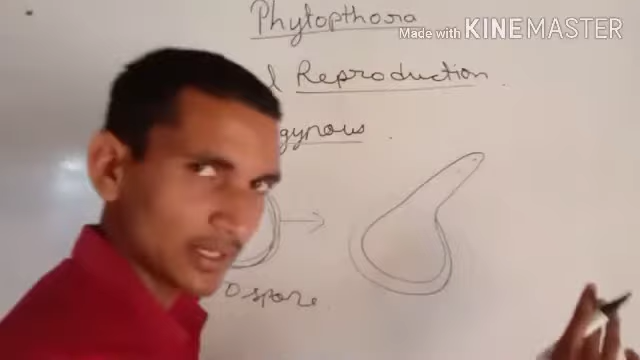 Phytopthora
Made with KINEMASTER
Reproduction
gynous
ospore